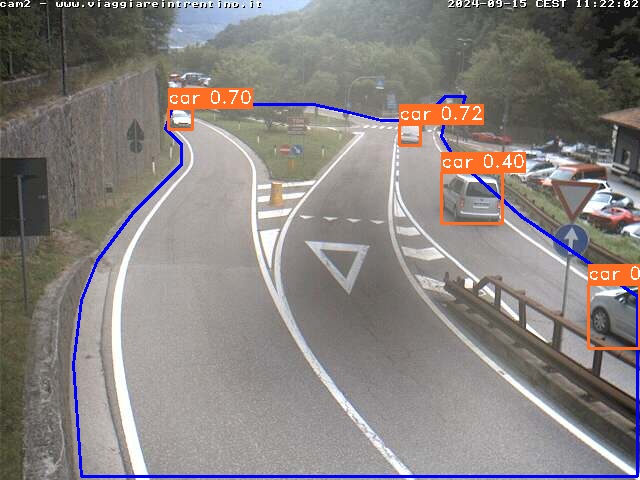 cam2 - www.viaggiareintrentino.it
2024-09-15 CEST 11:22:02
car 0.70
car 0.72
car 0.40
car 0